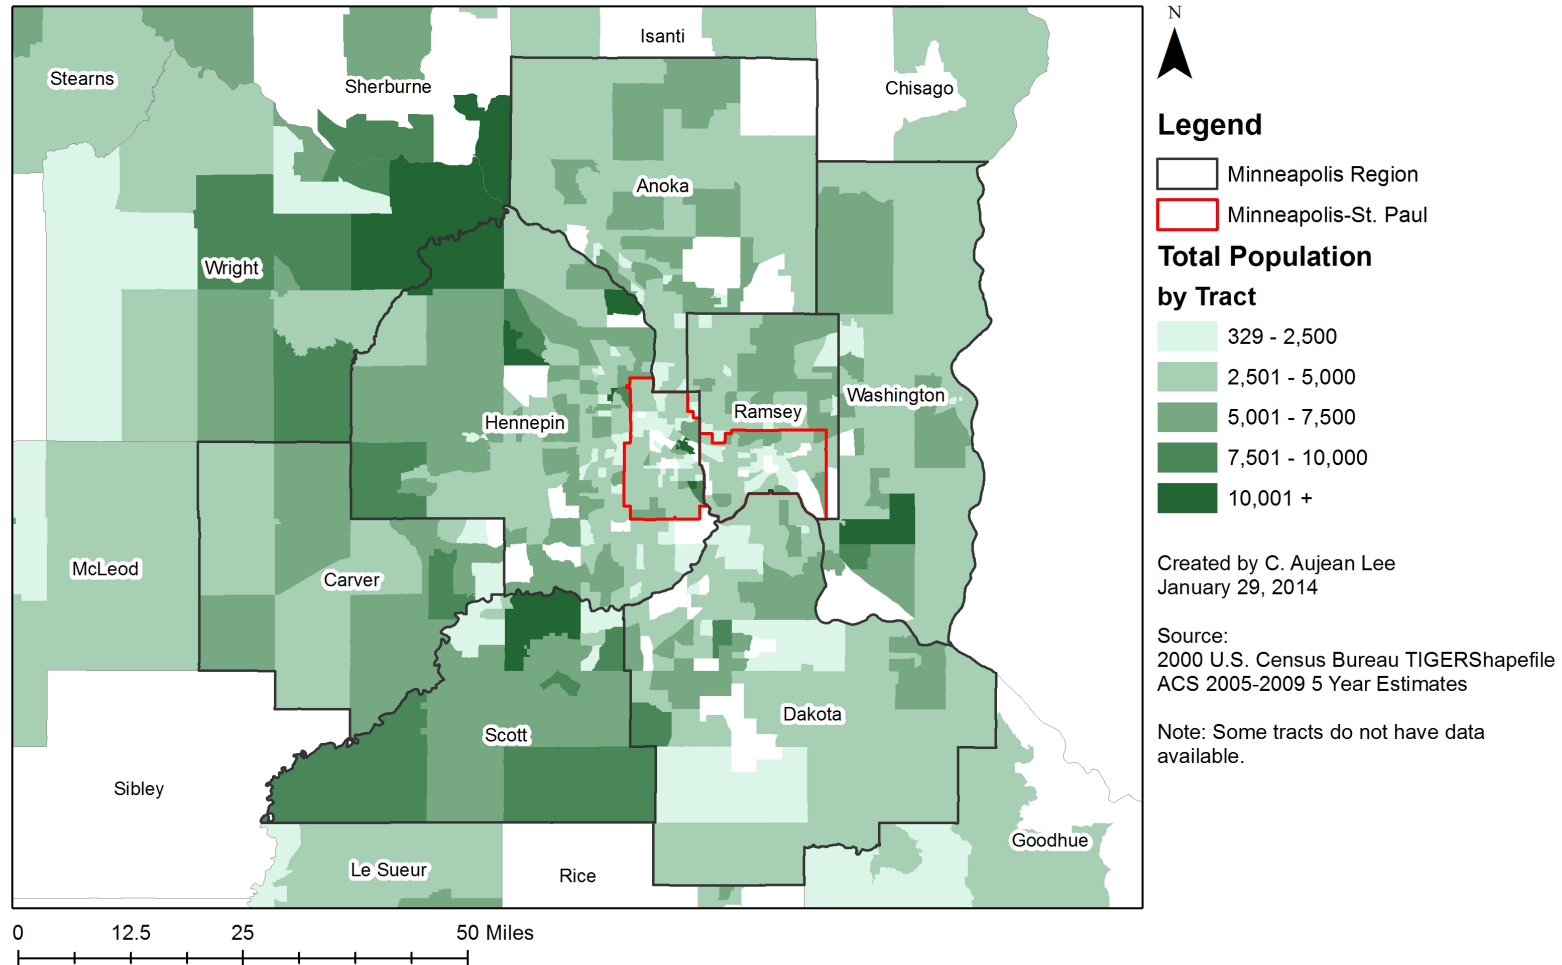 Isanti
Stearns
Sherburne
Chisago
Anoka
Wright
Washington
Ramsey
Hennepin
McLeod
Carver
Dakota
Scott
Sibley
Goodhue
Le Sueur
Rice
0 12.5 25 50 Miles
N
Legend
Minneapolis Region
Minneapolis-St. Paul
Total Population
by Tract
329 - 2,500
2,501 - 5,000
5,001 - 7,500
7,501 - 10,000
10,001 +
Created by C. Aujean Lee
January 29, 2014
Source:
2000 U.S. Census Bureau TIGERShapefile
ACS 2005-2009 5 Year Estimates
Note: Some tracts do not have data
available.